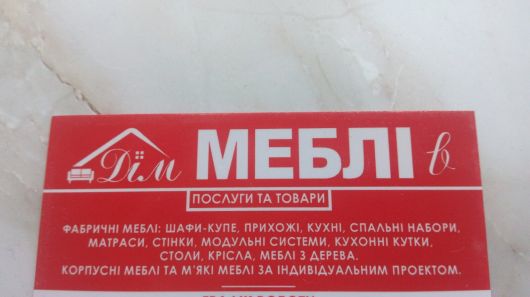 Дім МЕБЛІ в
ПОСЛУГИ ТА ТОВАРИ
ФАБРИЧНІ МЕБЛІ: ШАФИ-КУПЕ, ПРИХОЖІ, КУХНІ, СПАЛЬНІ НАБОРИ,
МАТРАСИ, СТІНКИ, МОДУЛЬНІ СИСТЕМИ, КУХОННІ КУТКИ,
СТОЛИ, КРІСЛА, МЕБЛІ З ДЕРЕВА.
КОРПУСНІ МЕБЛІ ТА М'ЯКІ МЕБЛІ ЗА ІНДИВІДУАЛЬНИМ ПРОЕКТОМ.